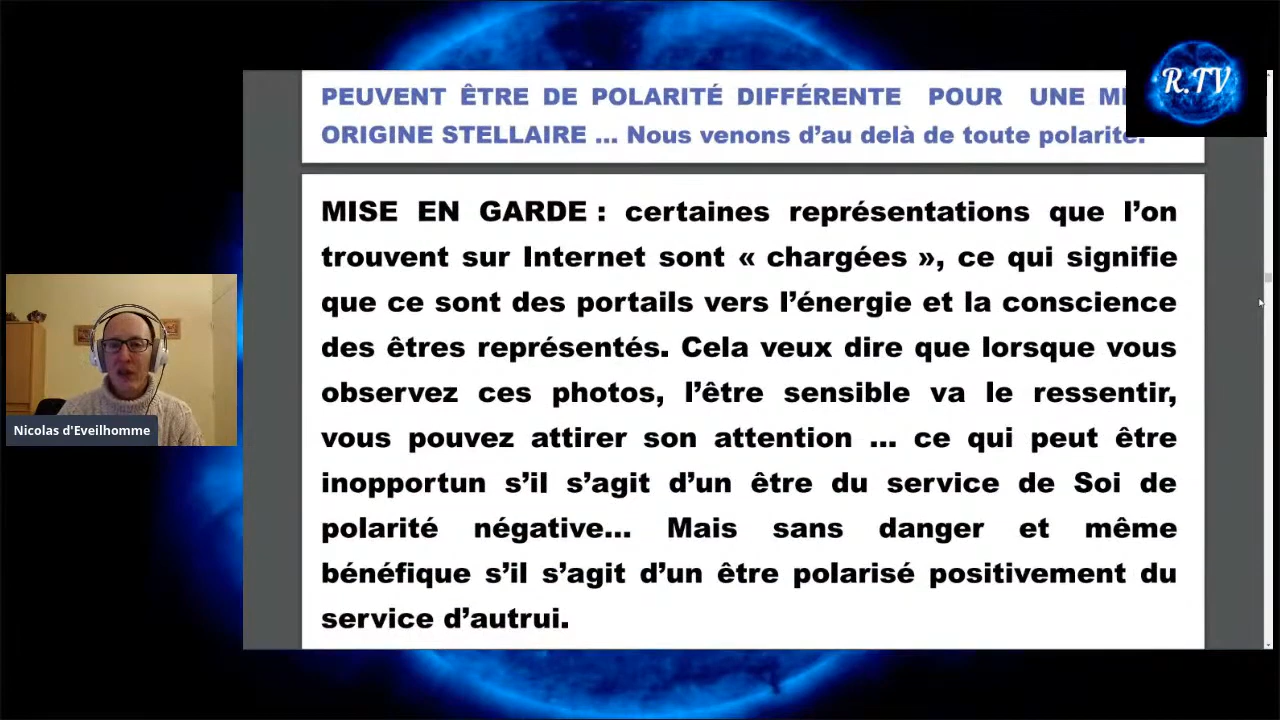 PEUVENT ÊTRE DE POLARITÉ DIFFÉRENTE POUR UNE
ORIGINE STELLAIRE ... Nous venons d'au delà de toute polarité.
R.TV
MISE EN GARDE : certaines représentations que l'on
trouvent sur Internet sont « chargées », ce qui signifie
que ce sont des portails vers l'énergie et la conscience
des êtres représentés. Cela veux dire que lorsque vous
observez ces photos, l'être sensible va le ressentir,
vous pouvez attirer son attention ... ce qui peut être
inopportun s'il s'agit d'un être du service de Soi de
polarité négative... Mais sans danger et même
bénéfique s'il s'agit d'un être polarisé positivement du
service d'autrui.
Nicolas d'Eveilhomme